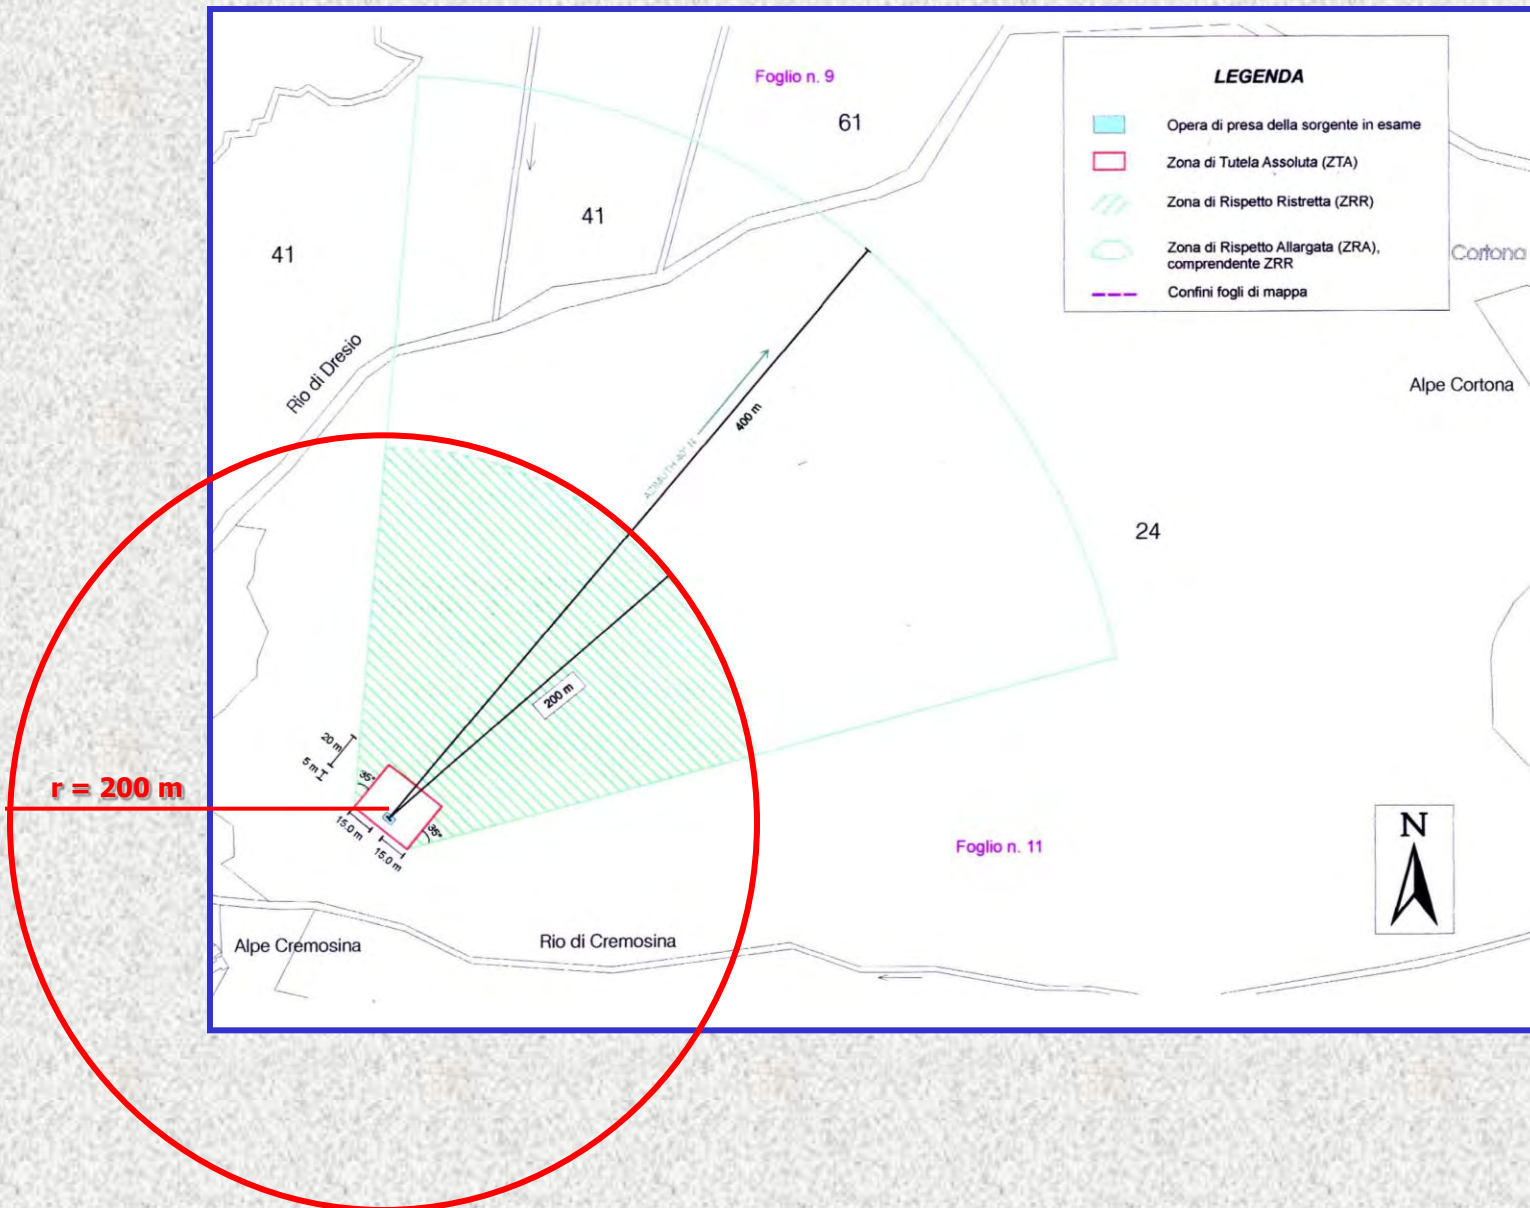 Foglio n. 9
61
41
41
LEGENDA
Opera di presa della sorgente in esame
Zona di Tutela Assoluta (ZTA)
Zona di Rispetto Ristretta (ZRR)
Zona di Rispetto Allargata (ZRA),
comprendente ZRR
Confini fogli di mappa
Cortona
Alpe Cortona
Rio di Dresio
400 m
AZIMUTH 40° N
24
200 m
20 m
5 m
35°
r = 200 m
15.0 m
35°
15.0 m
Foglio n. 11
N
Alpe Cremosina
Rio di Cremosina